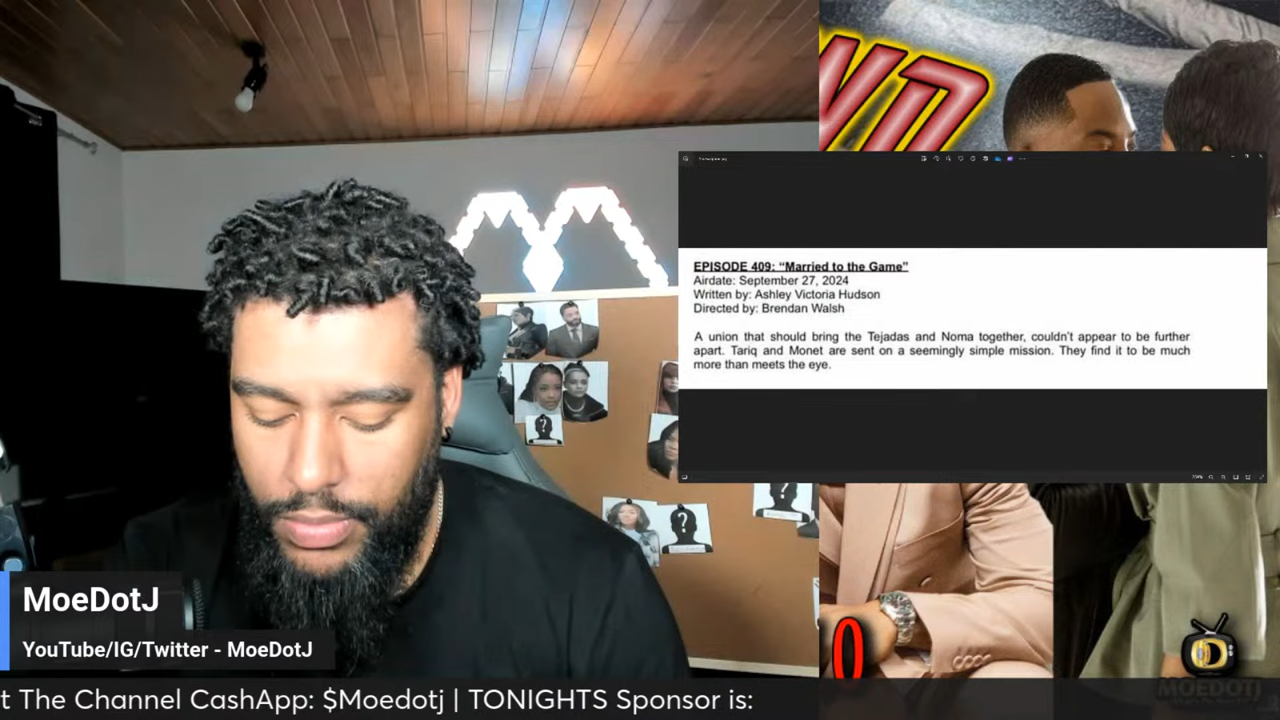 ND
EPISODE 409: “Married to the Game”
Airdate: September 27, 2024
Written by: Ashley Victoria Hudson
Directed by: Brendan Walsh
A union that should bring the Tejadas and Noma together, couldn’t appear to be further
apart. Tariq and Monet are sent on a seemingly simple mission. They find it to be much
more than meets the eye.
?
?
?
0
MoeDotJ
YouTube/IG/Twitter - MoeDotJ
MOEDOTJ
t The Channel CashApp: $Moedotj | TONIGHTS Sponsor is: